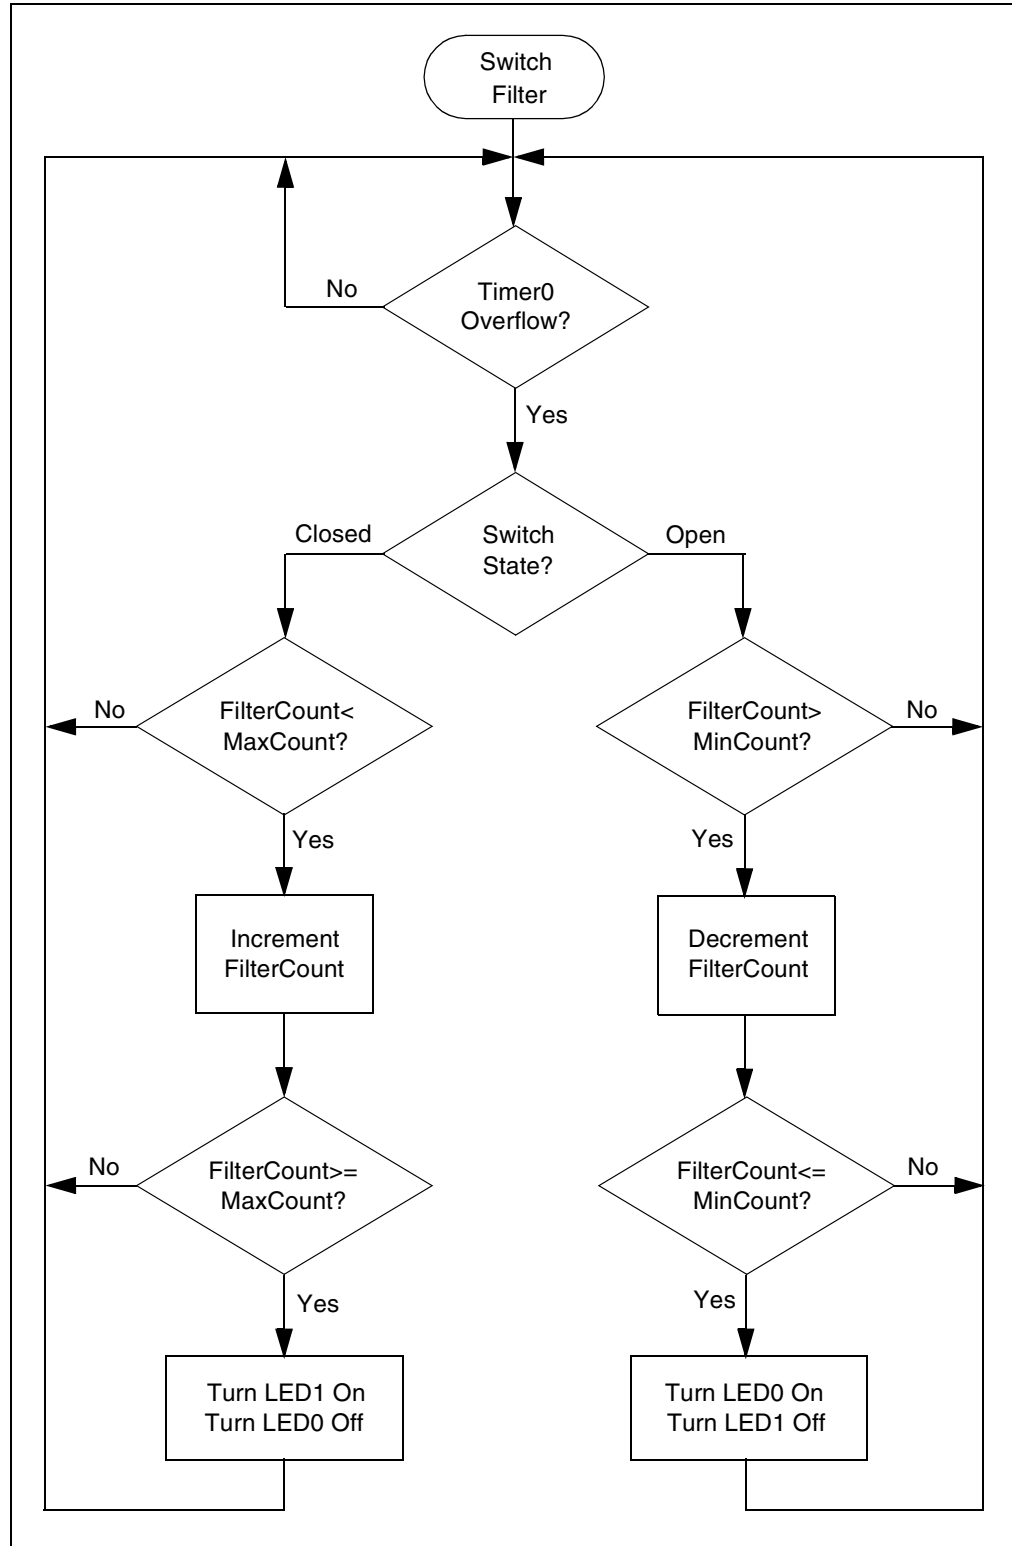 Switch
Filter
No
Timer0
Overflow?
Yes
Closed
Switch
State?
Open
No
FilterCount<
MaxCount?
FilterCount>
MinCount?
No
Yes
Yes
Increment
FilterCount
Decrement
FilterCount
No
FilterCount>=
MaxCount?
FilterCount<=
MinCount?
No
Yes
Yes
Turn LED1 On
Turn LED0 Off
Turn LED0 On
Turn LED1 Off